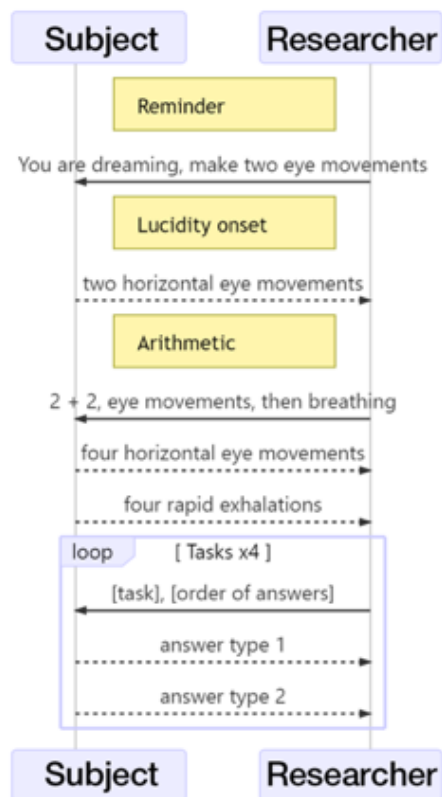 Subject Researcher
Reminder
You are dreaming, make two eye movements
Lucidity onset
two horizontal eye movements
Arithmetic
2 + 2, eye movements, then breathing
four horizontal eye movements
four rapid exhalations
loop [ Tasks x4 ]
[task], [order of answers]
answer type 1
answer type 2
Subject Researcher